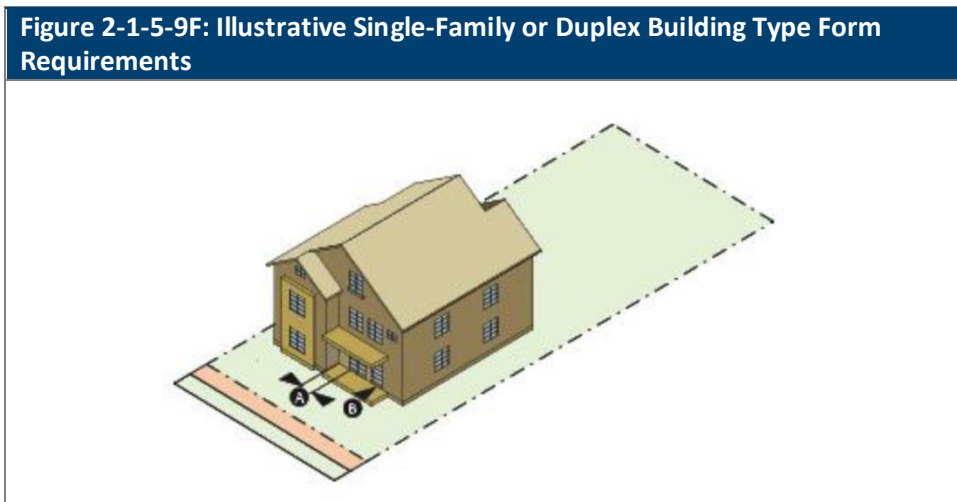 Figure 2-1-5-9F: Illustrative Single-Family or Duplex Building Type Form
Requirements
A
B